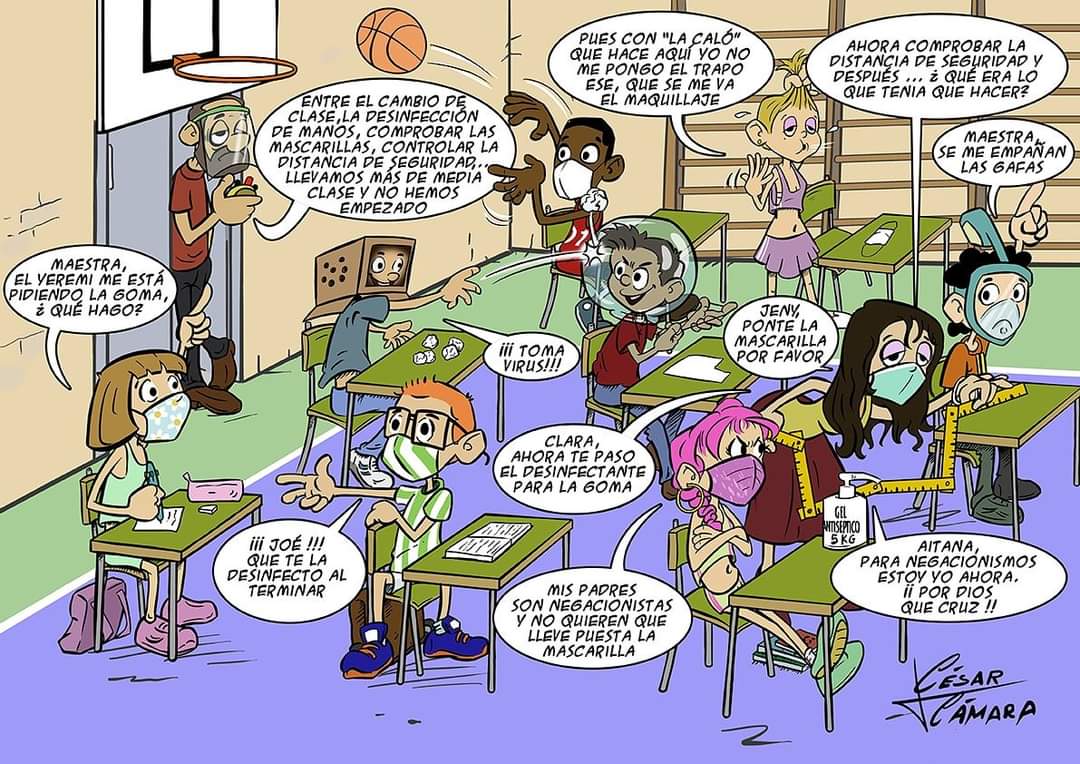 PUES CON "LA CALÓ"
QUE HACE AQUÍ YO NO
ME PONGO EL TRAPO
ESE, QUE SE ME VA
EL MAQUILLAJE
AHORA COMPROBAR LA
DISTANCIA DE SEGURIDAD Y
DESPUÉS ... ¿ QUÉ ERA LO
QUE TENIA QUE HACER?
ENTRE EL CAMBIO DE
CLASE,LA DESINFECCIÓN
DE MANOS, COMPROBAR LAS
MASCARILLAS, CONTROLAR LA
DISTANCIA DE SEGURIDAD,..
LLEVAMOS MÁS DE MEDIA
CLASE Y NO HEMOS
EMPEZADO
MAESTRA,
SE ME EMPAÑAN
LAS GAFAS
MAESTRA,
EL YEREMI ME ESTÁ
PIDIENDO LA GOMA,
¿ QUÉ HAGO?
¡¡¡ TOMA
VIRUS!!!
JENY,
PONTE LA
MASCARILLA
POR FAVOR
CLARA,
AHORA TE PASO
EL DESINFECTANTE
PARA LA GOMA
GEL
ANTISEPTICO
5 KG
¡¡¡ JOÉ !!!
QUE TE LA
DESINFECTO AL
TERMINAR
MIS PADRES
SON NEGACIONISTAS
Y NO QUIEREN QUE
LLEVE PUESTA LA
MASCARILLA
AITANA,
PARA NEGACIONISMOS
ESTOY YO AHORA.
¡¡ POR DIOS
QUE CRUZ !!
CÉSAR
CÁMARA